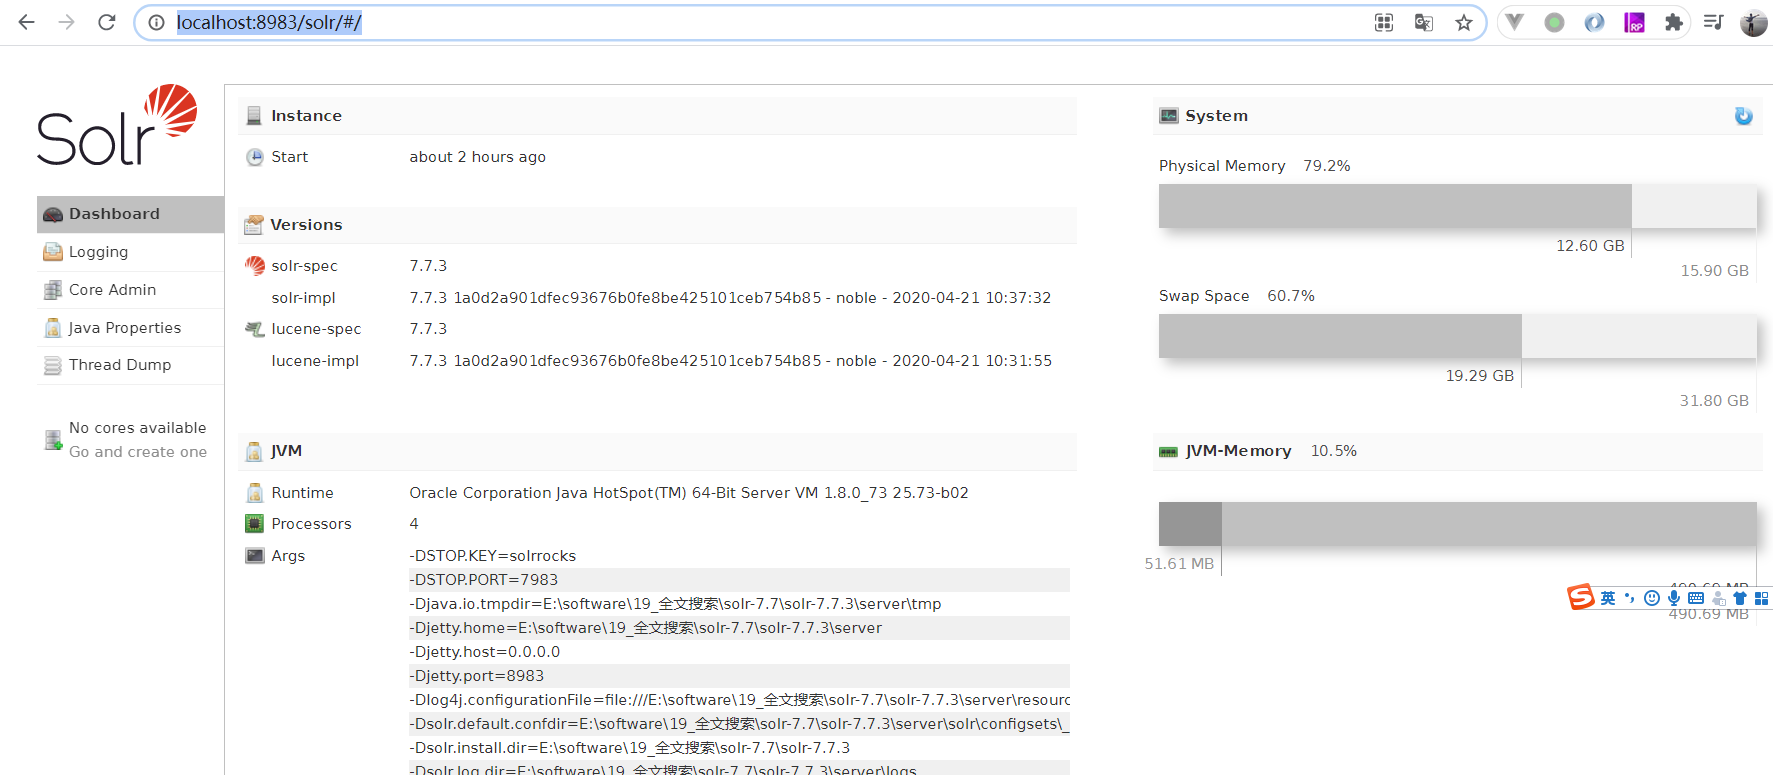 localhost:8983/solr/#/
RP
Solr
Dashboard
Logging
Core Admin
Java Properties
Thread Dump
No cores available
Go and create one
Instance
Start about 2 hours ago
Versions
solr-spec 7.7.3
solr-impl 7.7.3 1a0d2a901dfec93676b0fe8be425101ceb754b85 - noble - 2020-04-21 10:37:32
lucene-spec 7.7.3
lucene-impl 7.7.3 1a0d2a901dfec93676b0fe8be425101ceb754b85 - noble - 2020-04-21 10:31:55
JVM
Runtime Oracle Corporation Java HotSpot(TM) 64-Bit Server VM 1.8.0_73 25.73-b02
Processors 4
Args -DSTOP.KEY=solrrocks
-DSTOP.PORT=7983
-Djava.io.tmpdir=E:\software\19_全文搜索\solr-7.7\solr-7.7.3\server\tmp
-Djetty.home=E:\software\19_全文搜索\solr-7.7\solr-7.7.3\server
-Djetty.host=0.0.0.0
-Djetty.port=8983
-Dlog4j.configurationFile=file:///E:\software\19_全文搜索\solr-7.7\solr-7.7.3\server\resourc
-Dsolr.default.confdir=E:\software\19_全文搜索\solr-7.7\solr-7.7.3\server\solr\configsets\_
-Dsolr.install.dir=E:\software\19_全文搜索\solr-7.7\solr-7.7.3
-Dsolr.log.dir=E:\software\19_全文搜索\solr-7.7\solr-7.7.3\server\logs
System
Physical Memory 79.2%
12.60 GB
15.90 GB
Swap Space 60.7%
19.29 GB
31.80 GB
JVM-Memory 10.5%
51.61 MB
490.69 MB
英
490.69 MB